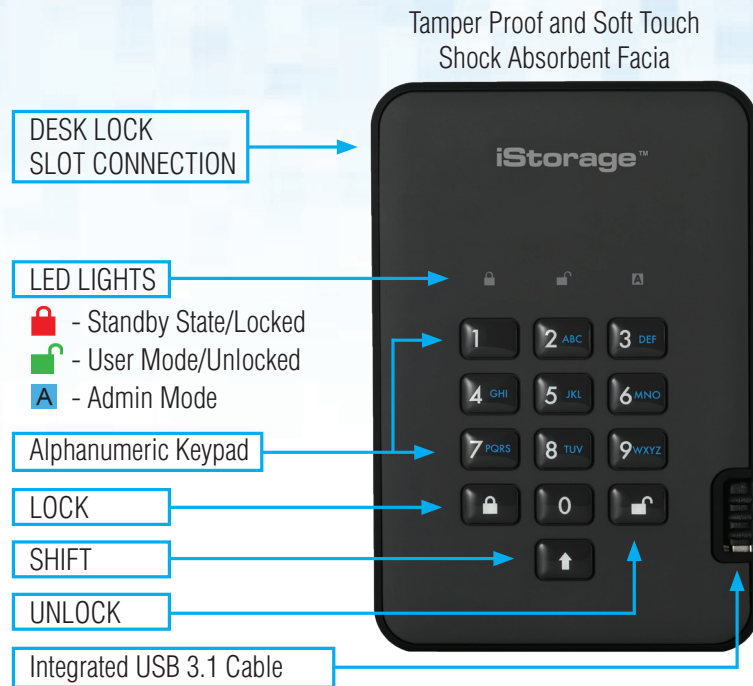 Tamper Proof and Soft Touch
Shock Absorbent Facia
DESK LOCK
SLOT CONNECTION
iStorage™
LED LIGHTS
- Standby State/Locked
- User Mode/Unlocked
A - Admin Mode
A
1
2 ABC
3 DEF
4 GHI
5 JKL
6 MNO
Alphanumeric Keypad
7 PQRS
8 TUV
9 WXYZ
LOCK
0
SHIFT
UNLOCK
Integrated USB 3.1 Cable